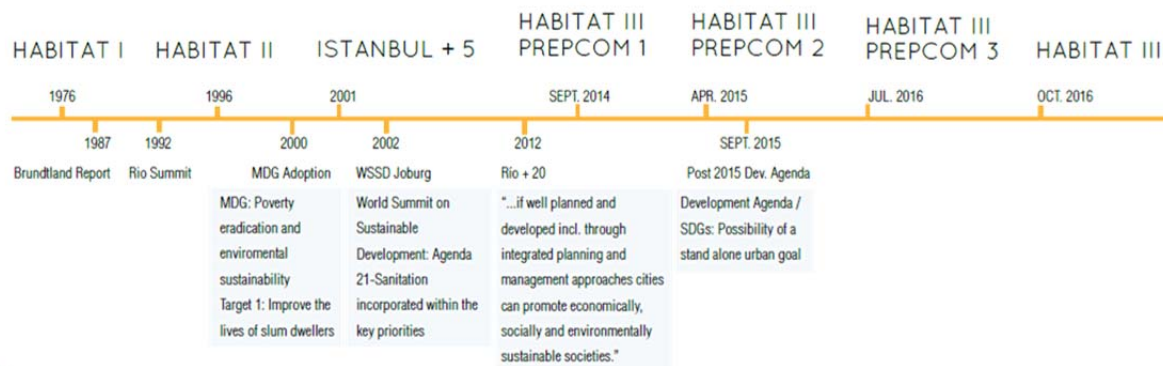 HABITAT I
HABITAT II
ISTANBUL + 5
HABITAT III
PREPCOM 1
HABITAT III
PREPCOM 2
HABITAT III
PREPCOM 3
HABITAT III
1976
1996
2001
SEPT. 2014
APR. 2015
JUL. 2016
OCT. 2016
1987
1992
2000
2002
2012
SEPT. 2015
Brundtland Report
Rio Summit
MDG Adoption
WSSD Joburg
Río + 20
Post 2015 Dev. Agenda
MDG: Poverty
eradication and
enviromental
sustainability
Target 1: Improve the
lives of slum dwellers
World Summit on
Sustainable
Development: Agenda
21-Sanitation
incorporated within the
key priorities
"...if well planned and
developed incl. through
integrated planning and
management approaches cities
can promote economically,
socially and environmentally
sustainable societies."
Development Agenda /
SDGs: Possibility of a
stand alone urban goal